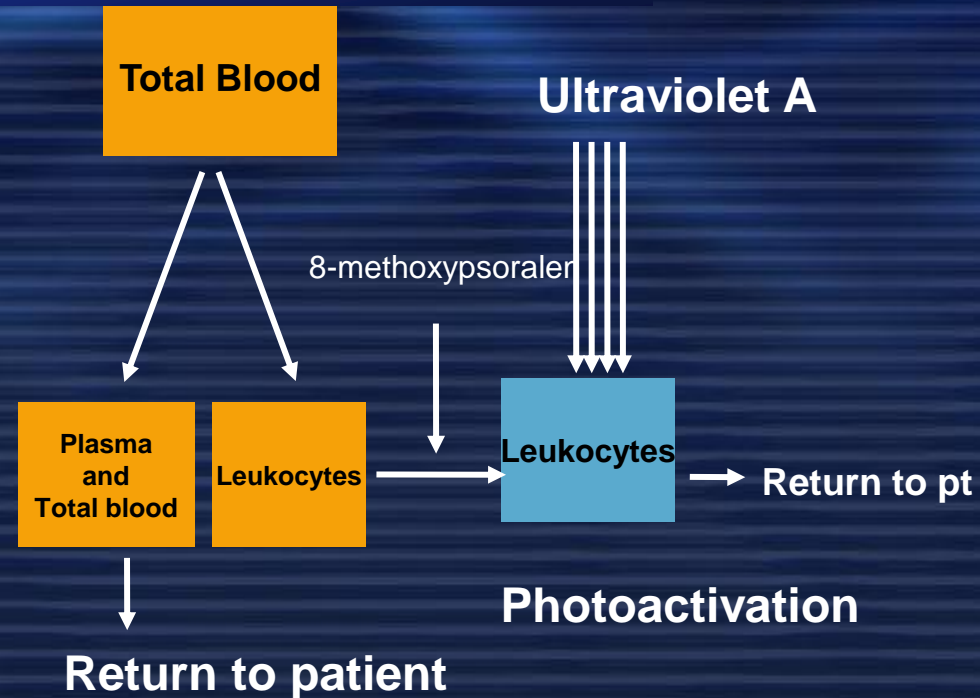 Total Blood
Ultraviolet A
8-methoxypsoralen
Plasma
and
Total blood
Leukocytes
Leukocytes
Return to pt
Photoactivation
Return to patient